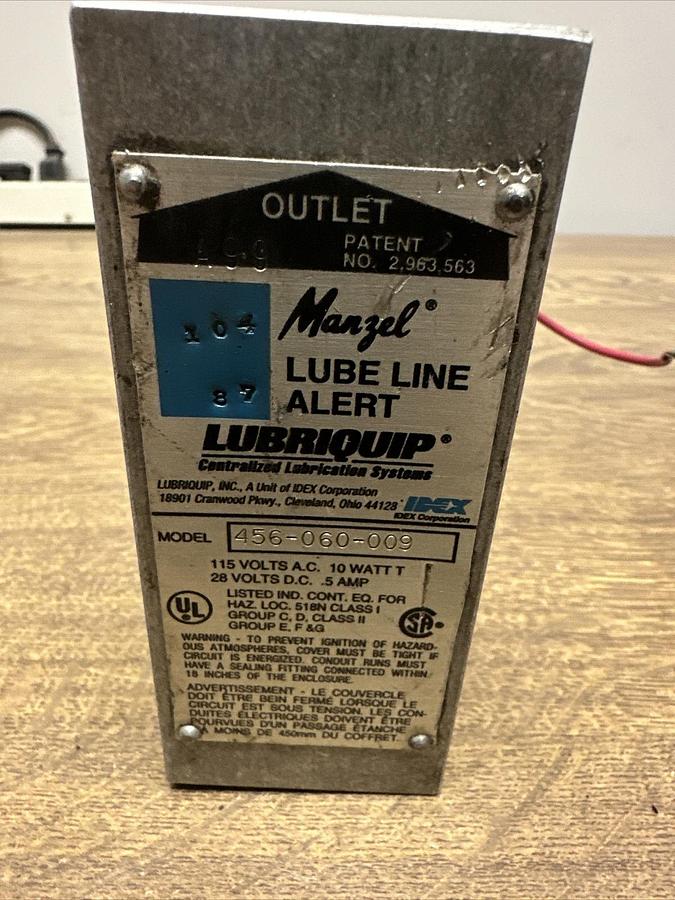 OUTLET
A99
PATENT
NO. 2,963,563
104
87
Manzel®
LUBE LINE
ALERT
LUBRIQUIP®
Centralized Lubrication Systems
LUBRIQUIP, INC., A Unit of IDEX Corporation
18901 Cranwood Pkwy., Cleveland, Ohio 44128
IDEX
IDEX Corporation
MODEL 456-060-009
115 VOLTS A.C. 10 WATT T
28 VOLTS D.C. .5 AMP
UL
LISTED IND. CONT. EQ. FOR
HAZ. LOC. 518N CLASS I
GROUP C, D, CLASS II
GROUP E, F &G
SA
WARNING - TO PREVENT IGNITION OF HAZARD-
OUS ATMOSPHERES, COVER MUST BE TIGHT IF
CIRCUIT IS ENERGIZED. CONDUIT RUNS MUST
HAVE A SEALING FITTING CONNECTED WITHIN
18 INCHES OF THE ENCLOSURE.
ADVERTISSEMENT - LE COUVERCLE
DOIT ÊTRE BEIN FERMÉ LORSQUE LE
CIRCUIT EST SOUS TENSION. LES CON-
DUITES ÉLECTRIQUES DOIVENT ÊTRE
POURVUES D'UN PASSAGE ÉTANCHE
A MOINS DE 450mm DU COFFRET.